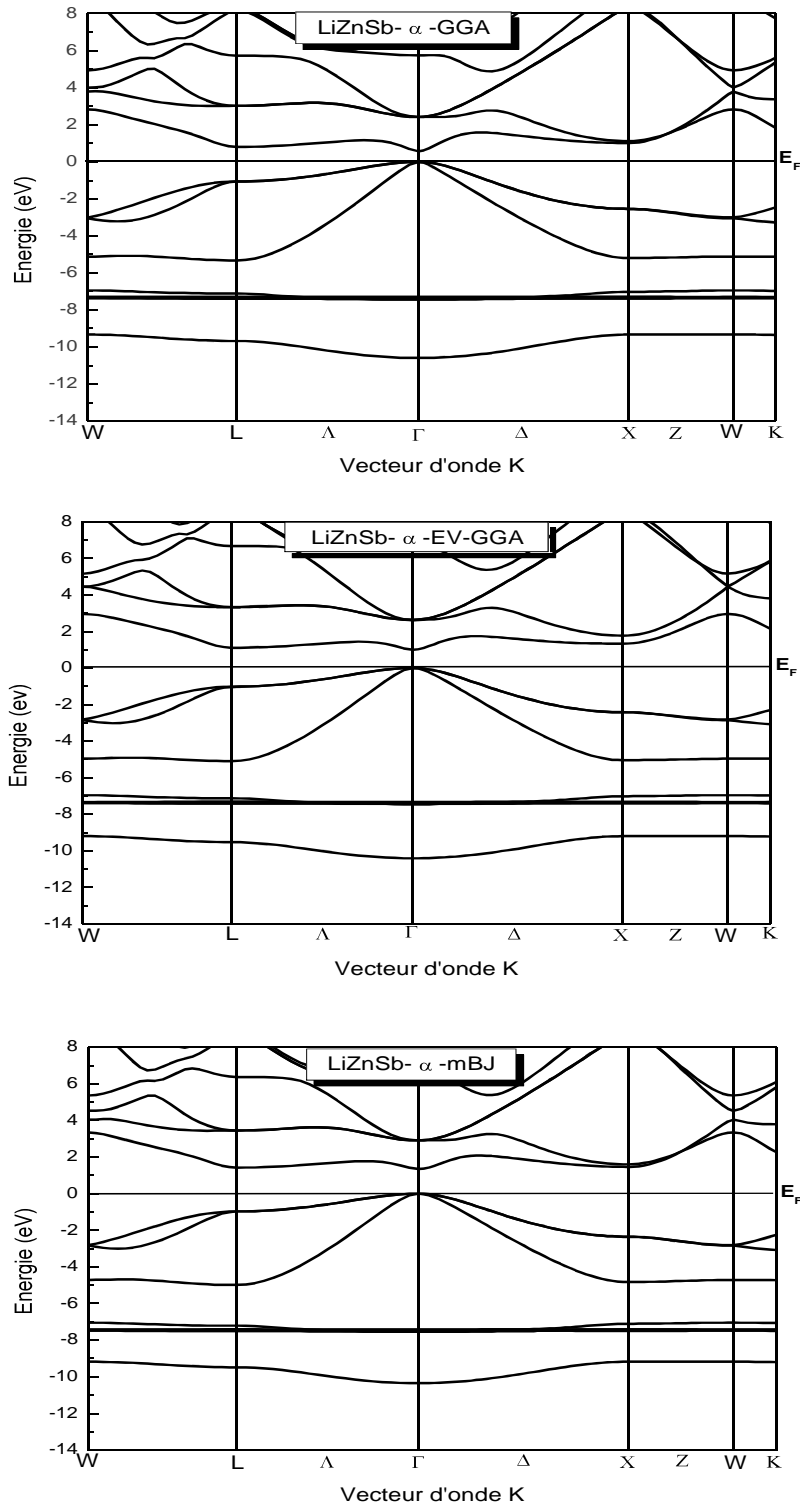 LiZnSb- α -GGA
8
6
4
2
0
-2
-4
-6
-8
-10
-12
-14
Energie (eV)
E_F
W L Λ Γ Δ X Z W K
Vecteur d'onde K
LiZnSb- α -EV-GGA
8
6
4
2
0
-2
-4
-6
-8
-10
-12
-14
Energie (ev)
E_F
W L Λ Γ Δ X Z W K
Vecteur d'onde K
LiZnSb- α -mBJ
8
6
4
2
0
-2
-4
-6
-8
-10
-12
-14
Energie (eV)
E_F
W L Λ Γ Δ X Z W K
Vecteur d'onde K